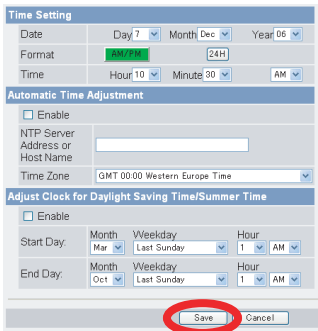 Time Setting
Date Day 7 Month Dec Year 06
Format AM/PM 24H
Time Hour 10 Minute 30 AM
Automatic Time Adjustment
Enable
NTP Server
Address or
Host Name
Time Zone GMT 00:00 Western Europe Time
Adjust Clock for Daylight Saving Time/Summer Time
Enable
Month Weekday Hour
Start Day: Mar Last Sunday 1 AM
Month Weekday Hour
End Day: Oct Last Sunday 1 AM
Save Cancel